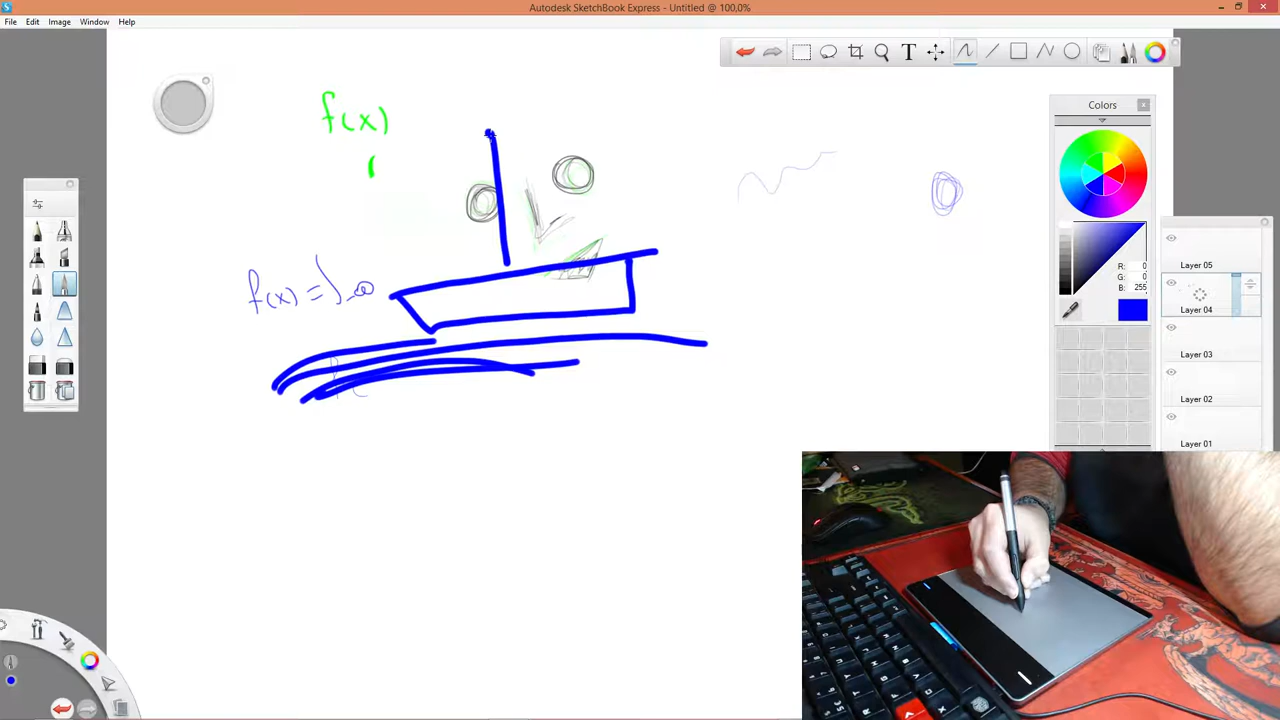 Autodesk SketchBook Express - Untitled @ 100,0%
File Edit Image Window Help
T
f(x)
Colors
R: 0
G: 0
B: 255
Layer 05
Layer 04
Layer 03
Layer 02
Layer 01
f(x) = ∫-∞